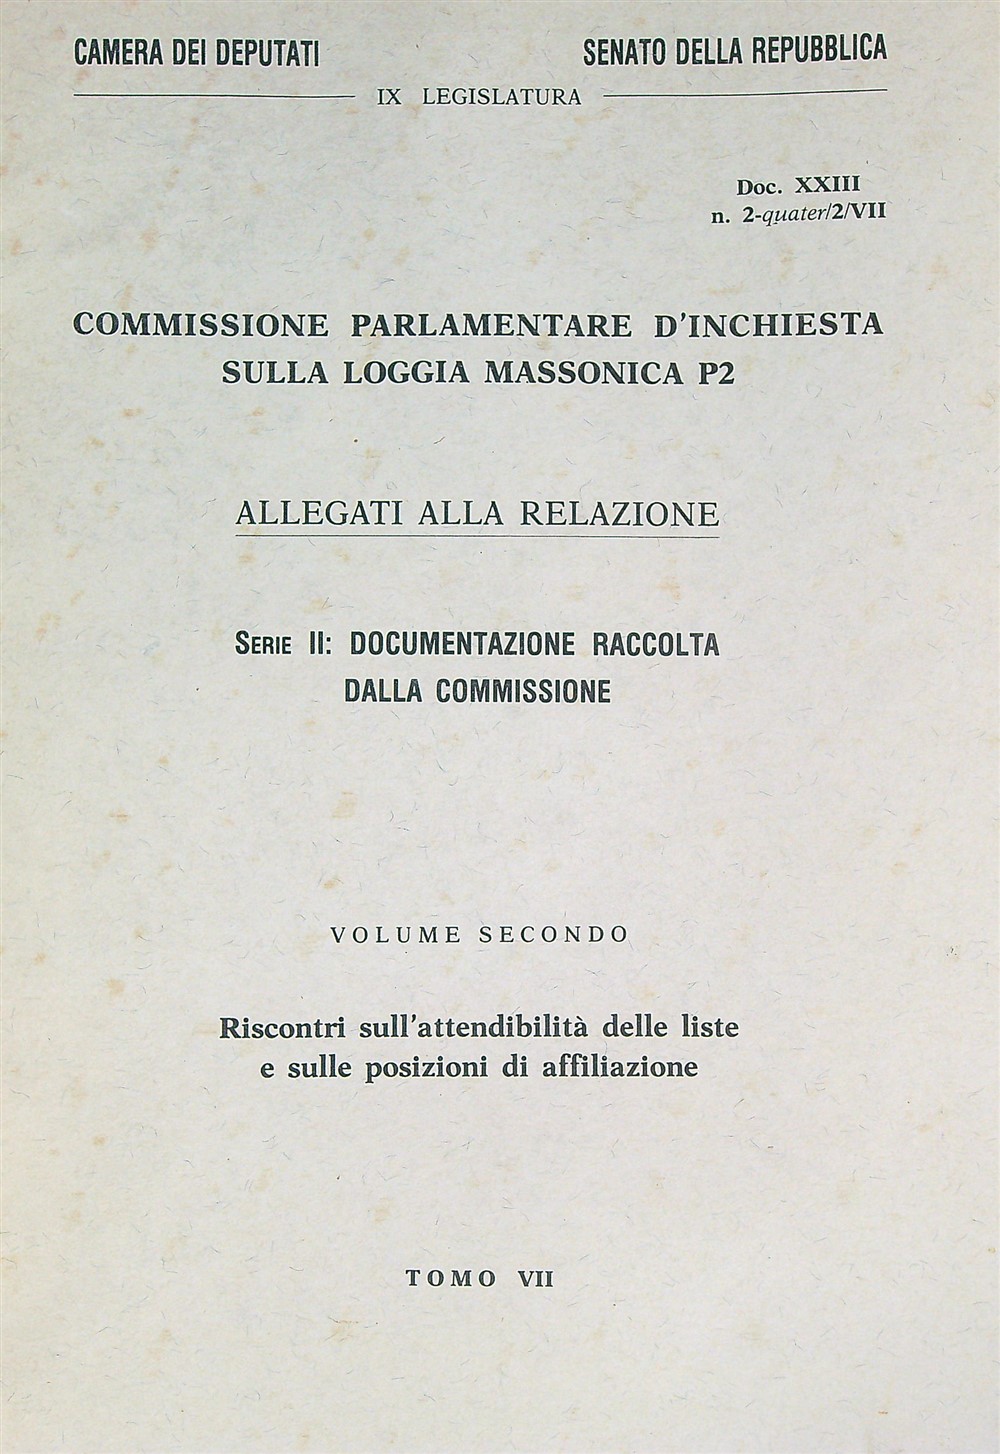 CAMERA DEI DEPUTATI SENATO DELLA REPUBBLICA
IX LEGISLATURA
Doc. XXIII
n. 2-quater/2/VII
COMMISSIONE PARLAMENTARE D'INCHIESTA
SULLA LOGGIA MASSONICA P2
ALLEGATI ALLA RELAZIONE
SERIE II: DOCUMENTAZIONE RACCOLTA
DALLA COMMISSIONE
VOLUME SECONDO
Riscontri sull'attendibilità delle liste
e sulle posizioni di affiliazione
TOMO VII